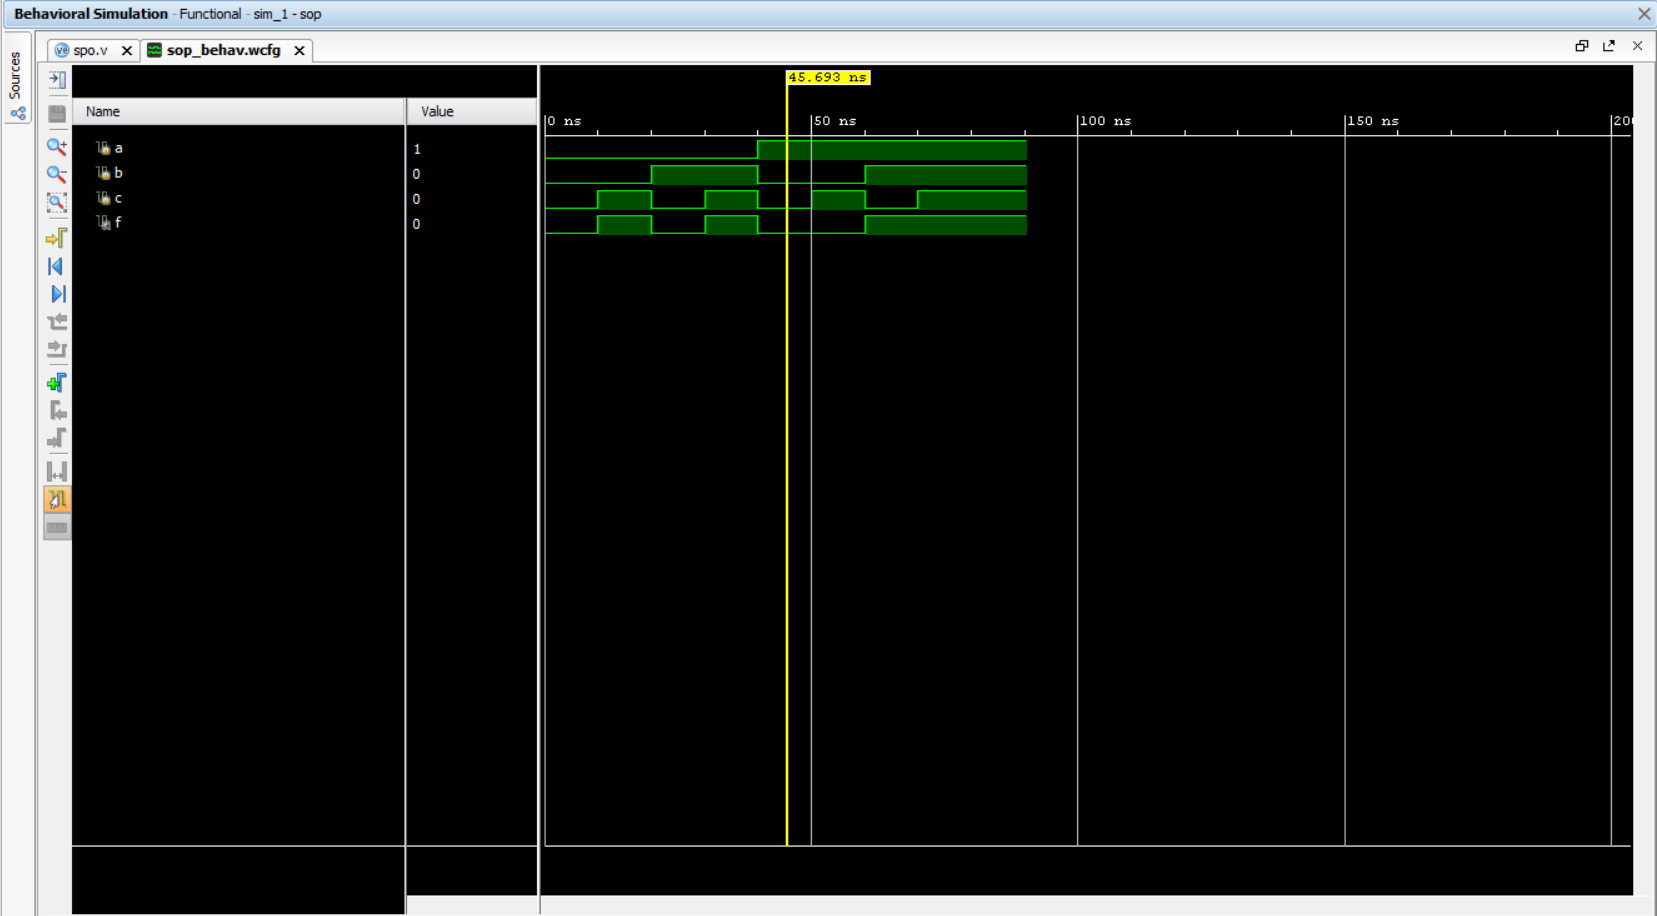 Behavioral Simulation - Functional - sim_1 - sop
Sources
spo.v
sop_behav.wcfg
45.693 ns
Name Value
0 ns 50 ns 100 ns 150 ns 20
a 1
b 0
c 0
f 0